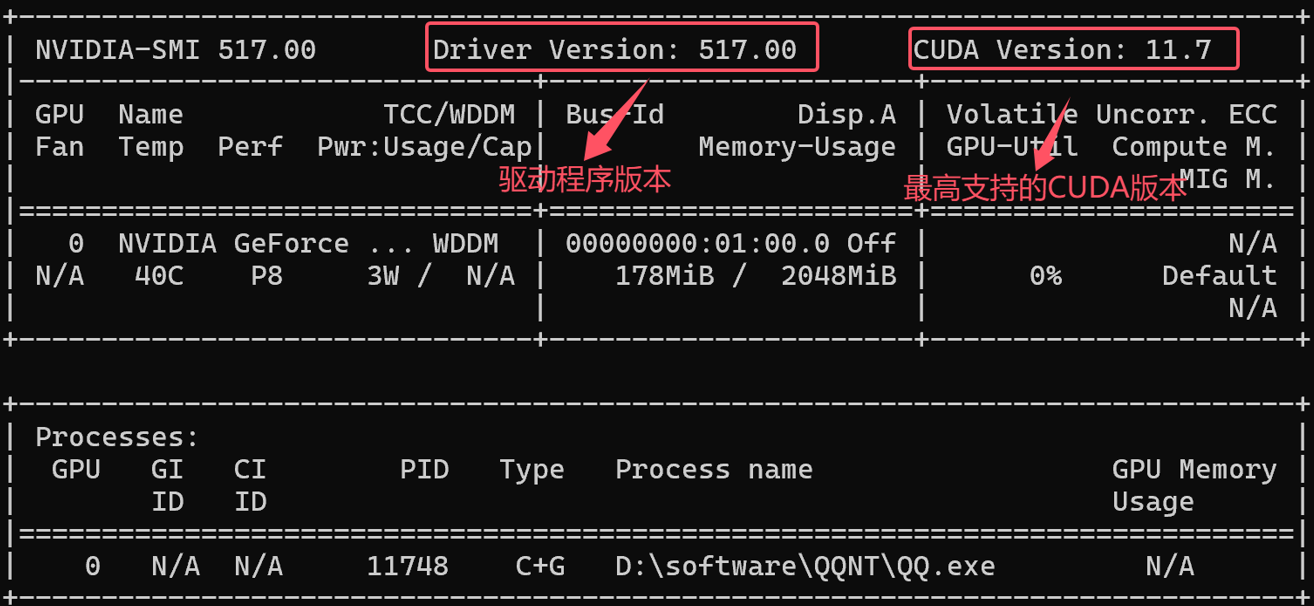 NVIDIA-SMI 517.00 Driver Version: 517.00 CUDA Version: 11.7
GPU Name TCC/WDDM Bus-Id Disp.A Volatile Uncorr. ECC
Fan Temp Perf Pwr:Usage/Cap Memory-Usage GPU-Util Compute M.
驱动程序版本 最高支持的CUDA版本 MIG M.
0 NVIDIA GeForce ... WDDM 00000000:01:00.0 Off N/A
N/A 40C P8 3W / N/A 178MiB / 2048MiB 0% Default
N/A
Processes:
GPU GI CI PID Type Process name GPU Memory
ID ID Usage
0 N/A N/A 11748 C+G D:\software\QQNT\QQ.exe N/A